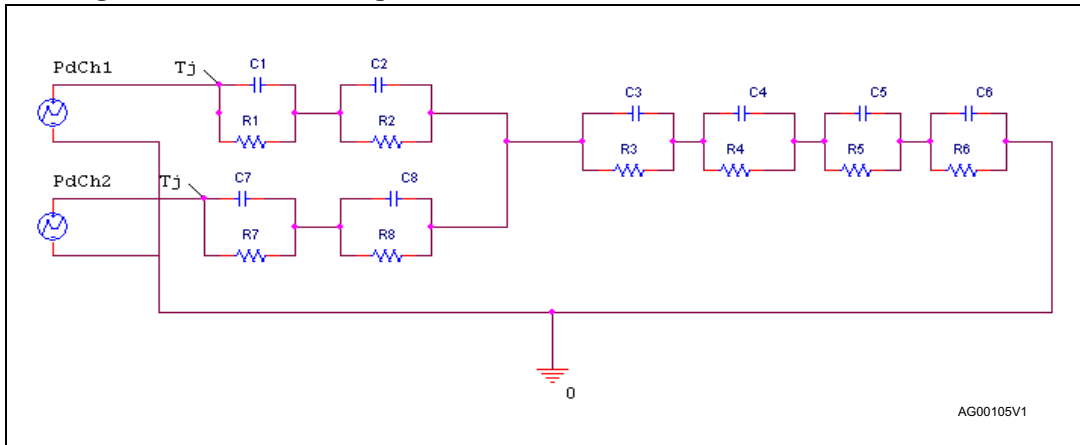 PdCh1
Tj
C1
C2
R1
R2
C3
C4
C5
C6
R3
R4
R5
R6
PdCh2
Tj
C7
C8
R7
R8
0
AG00105V1